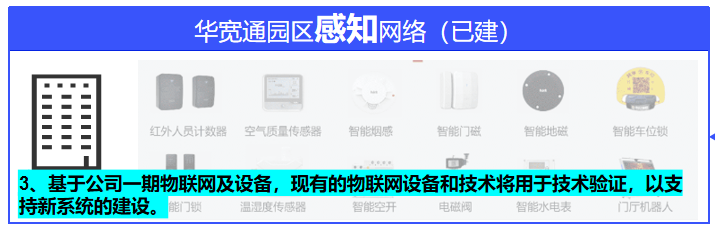 华宽通园区感知网络（已建）
红外人员计数器 空气质量传感器 智能烟感 智能门磁 智能地磁 智能车位锁
3、基于公司一期物联网及设备，现有的物联网设备和技术将用于技术验证，以支
持新系统的建设。
能门锁 温湿度传感器 智能空开 电磁阀 智能水电表 门厅机器人